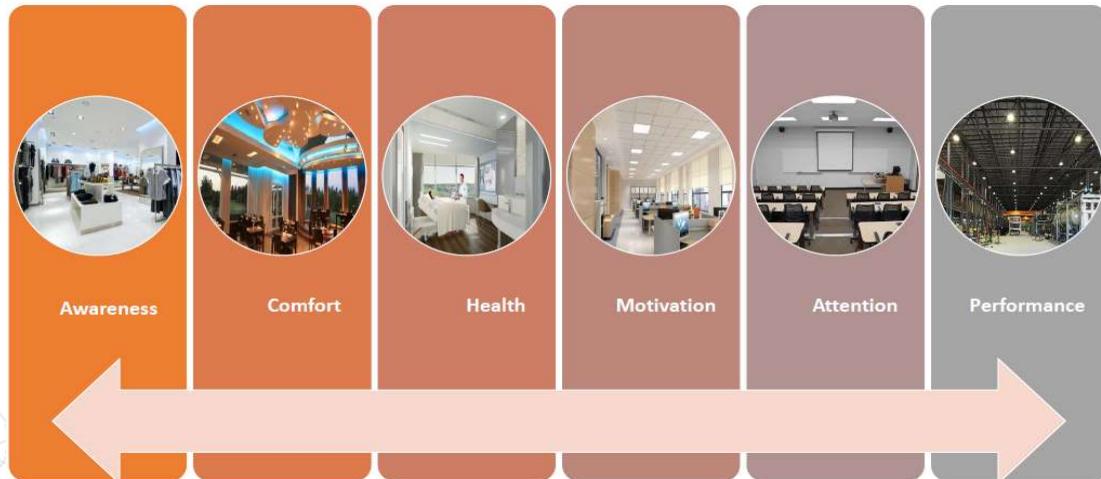 Awareness
Comfort
Health
Motivation
Attention
Performance